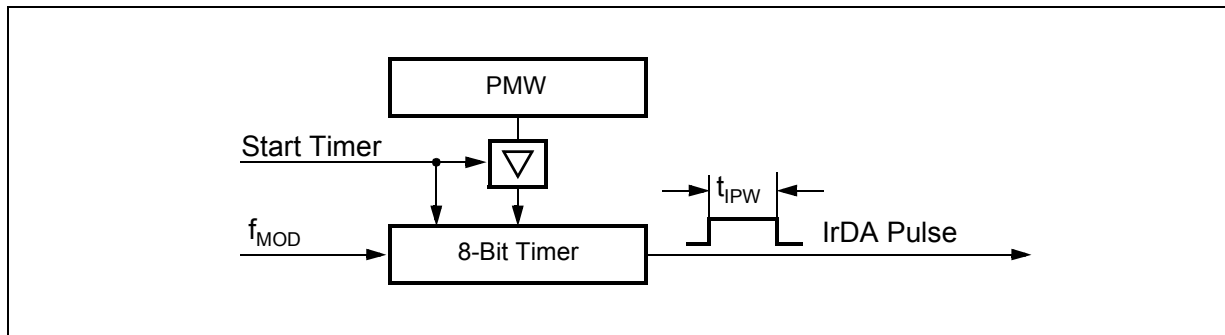 PMW
Start Timer
t_IPW
f_MOD
8-Bit Timer
IrDA Pulse